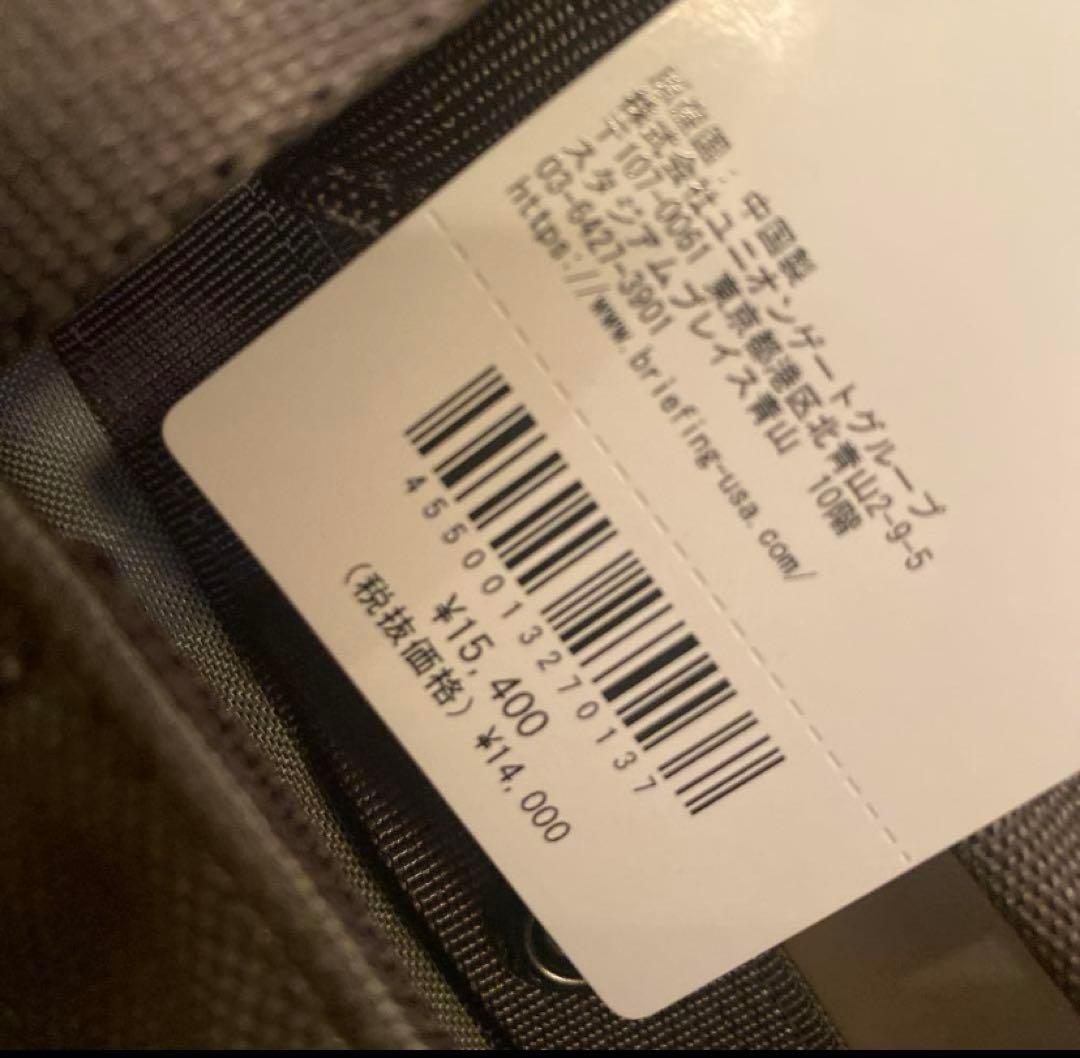 原産国：中国製
株式会社ユニオンゲートグループ
〒107-0061 東京都港区北青山2-9-5
スタジアムプレイス青山 10階
03-6427-3901
https://www.briefing-usa.com/
4550013270137
¥15,400
(税抜価格) ¥14,000